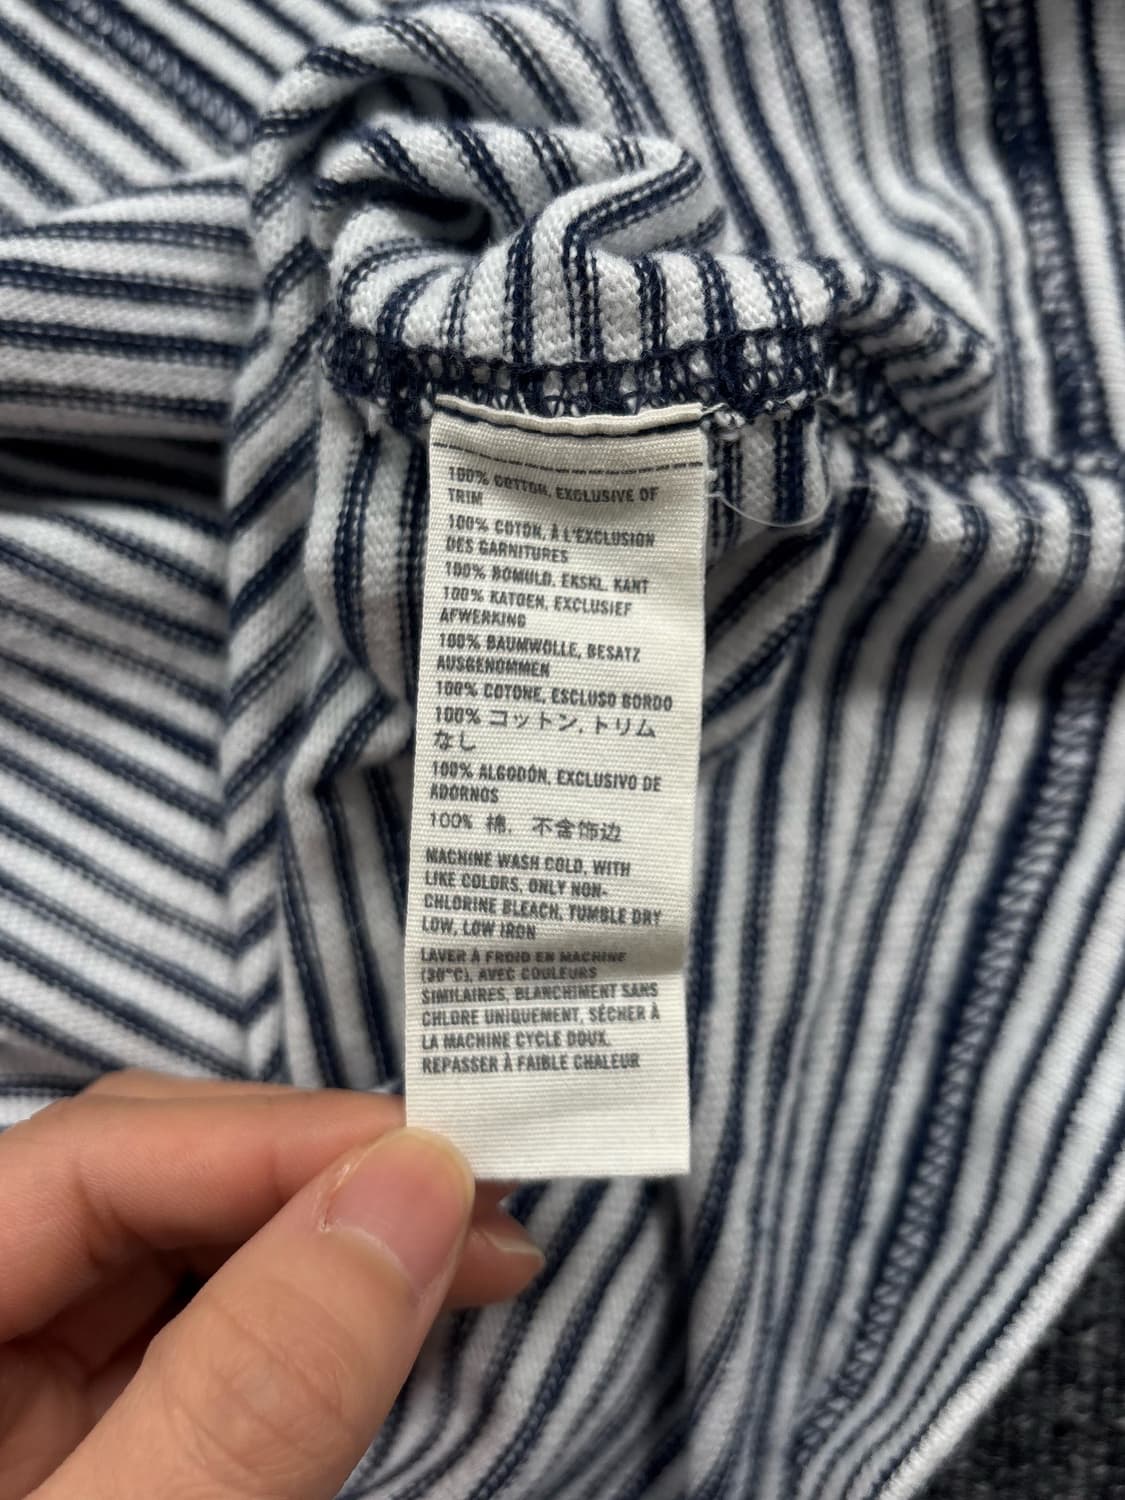 100% COTTON, EXCLUSIVE OF
TRIM
100% COTON, À L'EXCLUSION
DES GARNITURES
100% BOMULD, EKSKL. KANT
100% KATOEN, EXCLUSIEF
AFWERKING
100% BAUMWOLLE, BESATZ
AUSGENOMMEN
100% COTONE, ESCLUSO BORDO
100% コットン, トリム
なし
100% ALGODÓN, EXCLUSIVO DE
ADORNOS
100% 棉, 不含饰边
MACHINE WASH COLD, WITH
LIKE COLORS, ONLY NON-
CHLORINE BLEACH, TUMBLE DRY
LOW, LOW IRON
LAVER À FROID EN MACHINE
(30°C), AVEC COULEURS
SIMILAIRES, BLANCHIMENT SANS
CHLORE UNIQUEMENT, SÉCHER À
LA MACHINE CYCLE DOUX,
REPASSER À FAIBLE CHALEUR